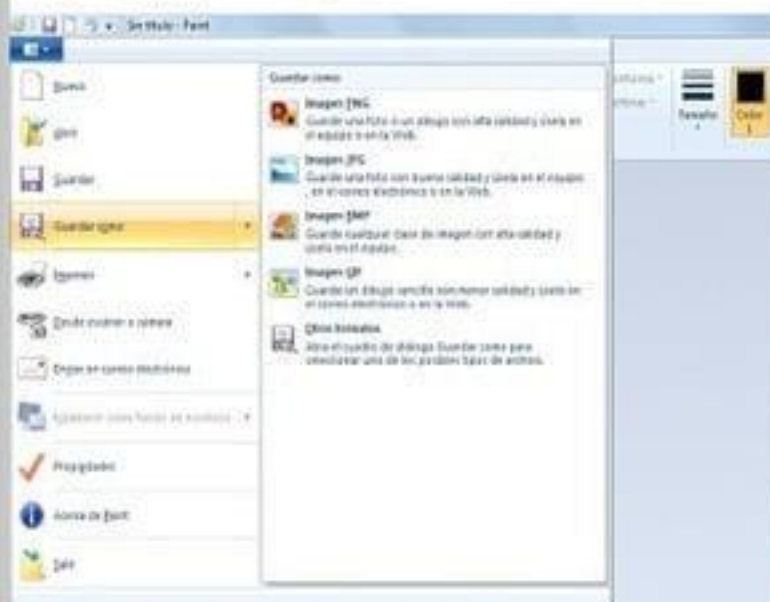 Sin título - Paint
Nuevo
Abrir
Guardar
Guardar como
Imprimir
Desde escáner o cámara
Enviar en correo electrónico
Establecer como fondo de escritorio
Propiedades
Acerca de Paint
Salir
Guardar como
Imagen PNG
Guarde una foto o un dibujo con alta calidad y úsela en
el equipo o en la Web.
Imagen JPG
Guarde una foto con buena calidad y úsela en el equipo
, en el correo electrónico o en la Web.
Imagen BMP
Guarde cualquier clase de imagen con alta calidad y
úsela en el equipo.
Imagen GIF
Guarde un dibujo sencillo con menor calidad y úselo en
el correo electrónico o en la Web.
Otros formatos
Abra el cuadro de diálogo Guardar como para
seleccionar uno de los posibles tipos de archivo.
Tamaño
Color
1